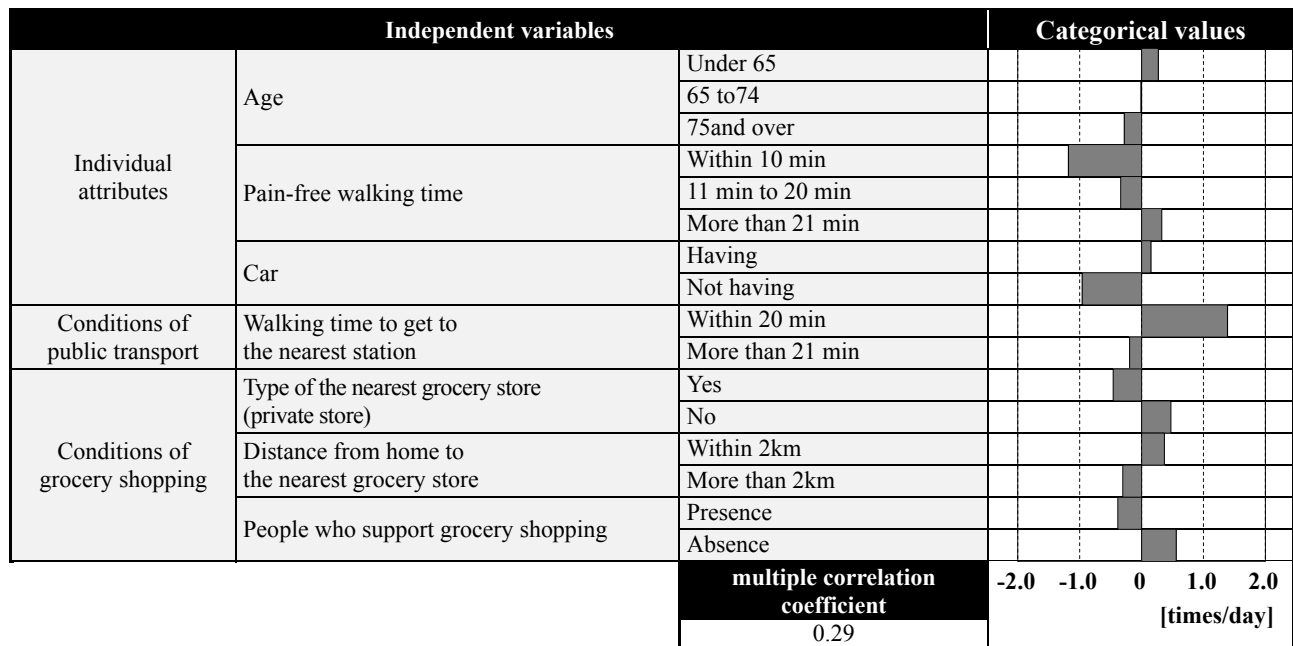 Independent variables
Categorical values
Individual
attributes
Age
Under 65
65 to74
75and over
Pain-free walking time
Within 10 min
11 min to 20 min
More than 21 min
Car
Having
Not having
Conditions of
public transport
Walking time to get to
the nearest station
Within 20 min
More than 21 min
Conditions of
grocery shopping
Type of the nearest grocery store
(private store)
Yes
No
Distance from home to
the nearest grocery store
Within 2km
More than 2km
People who support grocery shopping
Presence
Absence
multiple correlation
coefficient
0.29
-2.0 -1.0 0 1.0 2.0
[times/day]